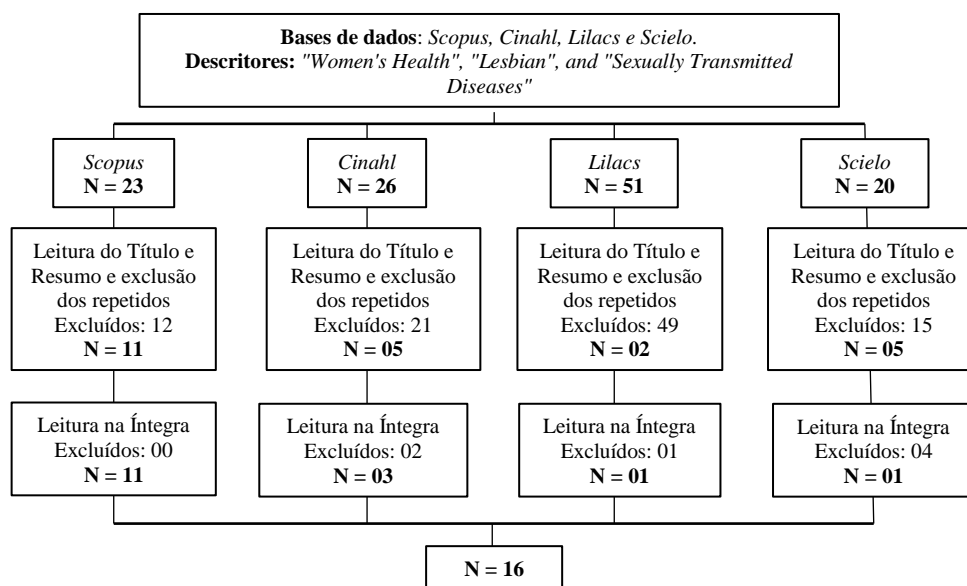 Bases de dados: Scopus, Cinahl, Lilacs e Scielo.
Descritores: "Women's Health", "Lesbian", and "Sexually Transmitted
Diseases"
Scopus
N = 23
Cinahl
N = 26
Lilacs
N = 51
Scielo
N = 20
Leitura do Título e
Resumo e exclusão
dos repetidos
Excluídos: 12
N = 11
Leitura do Título e
Resumo e exclusão
dos repetidos
Excluídos: 21
N = 05
Leitura do Título e
Resumo e exclusão
dos repetidos
Excluídos: 49
N = 02
Leitura do Título e
Resumo e exclusão
dos repetidos
Excluídos: 15
N = 05
Leitura na Íntegra
Excluídos: 00
N = 11
Leitura na Íntegra
Excluídos: 02
N = 03
Leitura na Íntegra
Excluídos: 01
N = 01
Leitura na Íntegra
Excluídos: 04
N = 01
N = 16